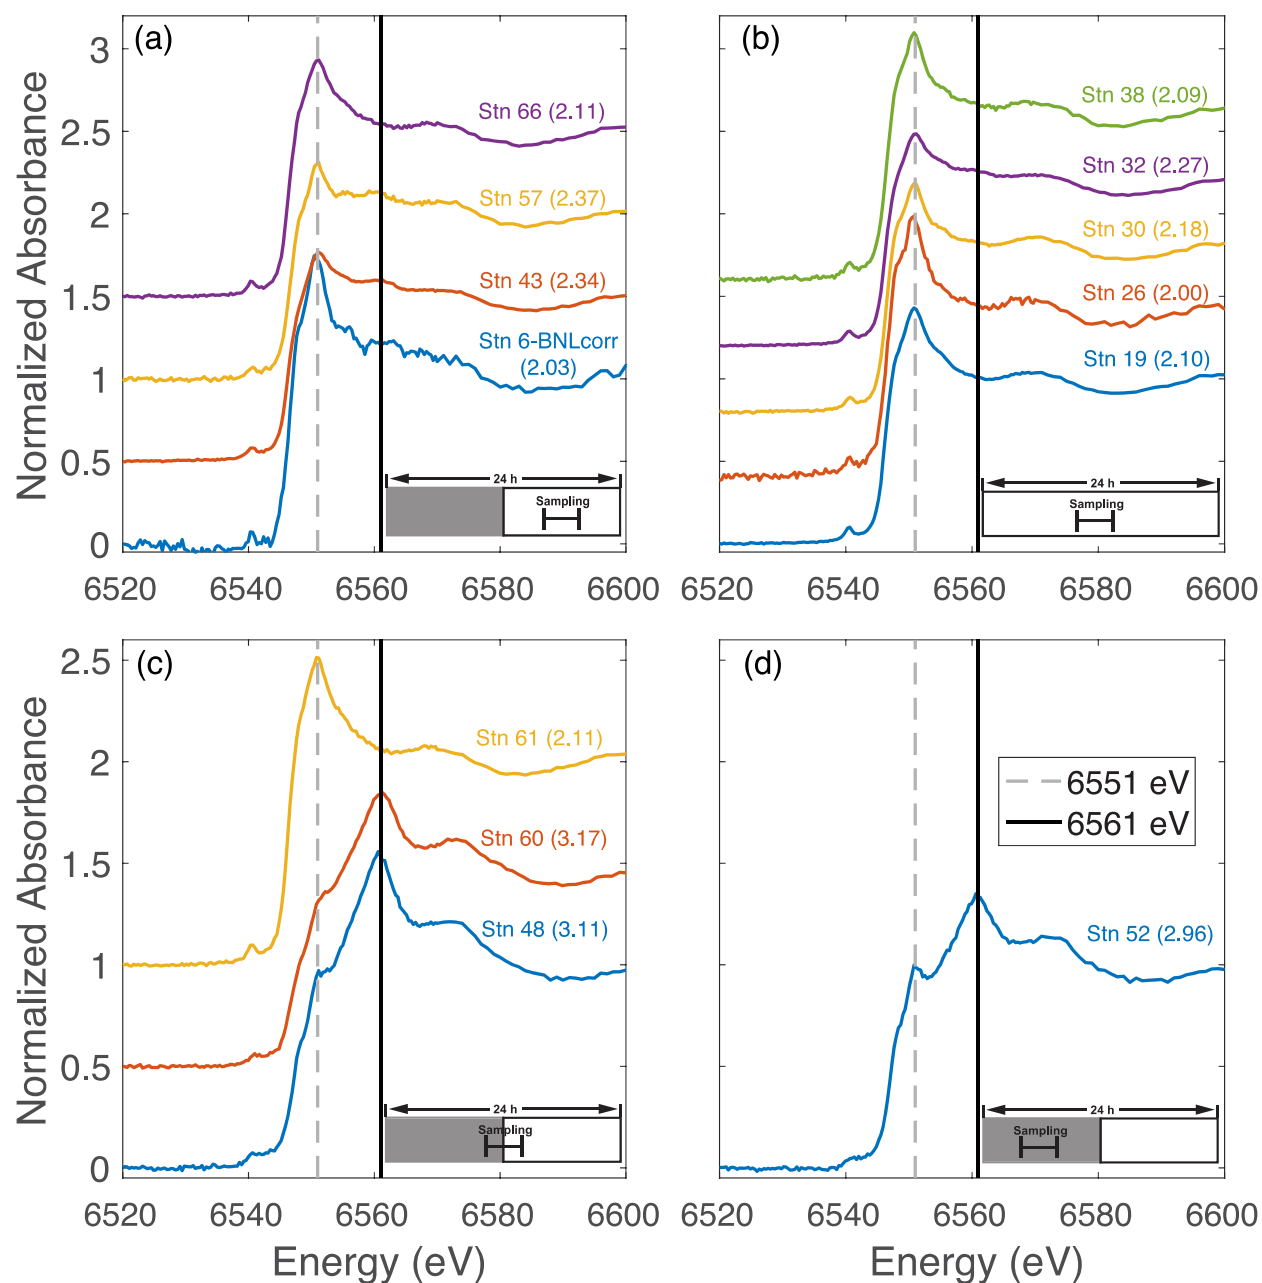 (a)
Normalized Absorbance
3
2.5
2
1.5
1
0.5
0
Stn 66 (2.11)
Stn 57 (2.37)
Stn 43 (2.34)
Stn 6-BNLcorr
(2.03)
24 h
Sampling
6520 6540 6560 6580 6600
(b)
Stn 38 (2.09)
Stn 32 (2.27)
Stn 30 (2.18)
Stn 26 (2.00)
Stn 19 (2.10)
24 h
Sampling
6520 6540 6560 6580 6600
(c)
Normalized Absorbance
2.5
2
1.5
1
0.5
0
Stn 61 (2.11)
Stn 60 (3.17)
Stn 48 (3.11)
24 h
Sampling
6520 6540 6560 6580 6600
Energy (eV)
(d)
6551 eV
6561 eV
Stn 52 (2.96)
24 h
Sampling
6520 6540 6560 6580 6600
Energy (eV)